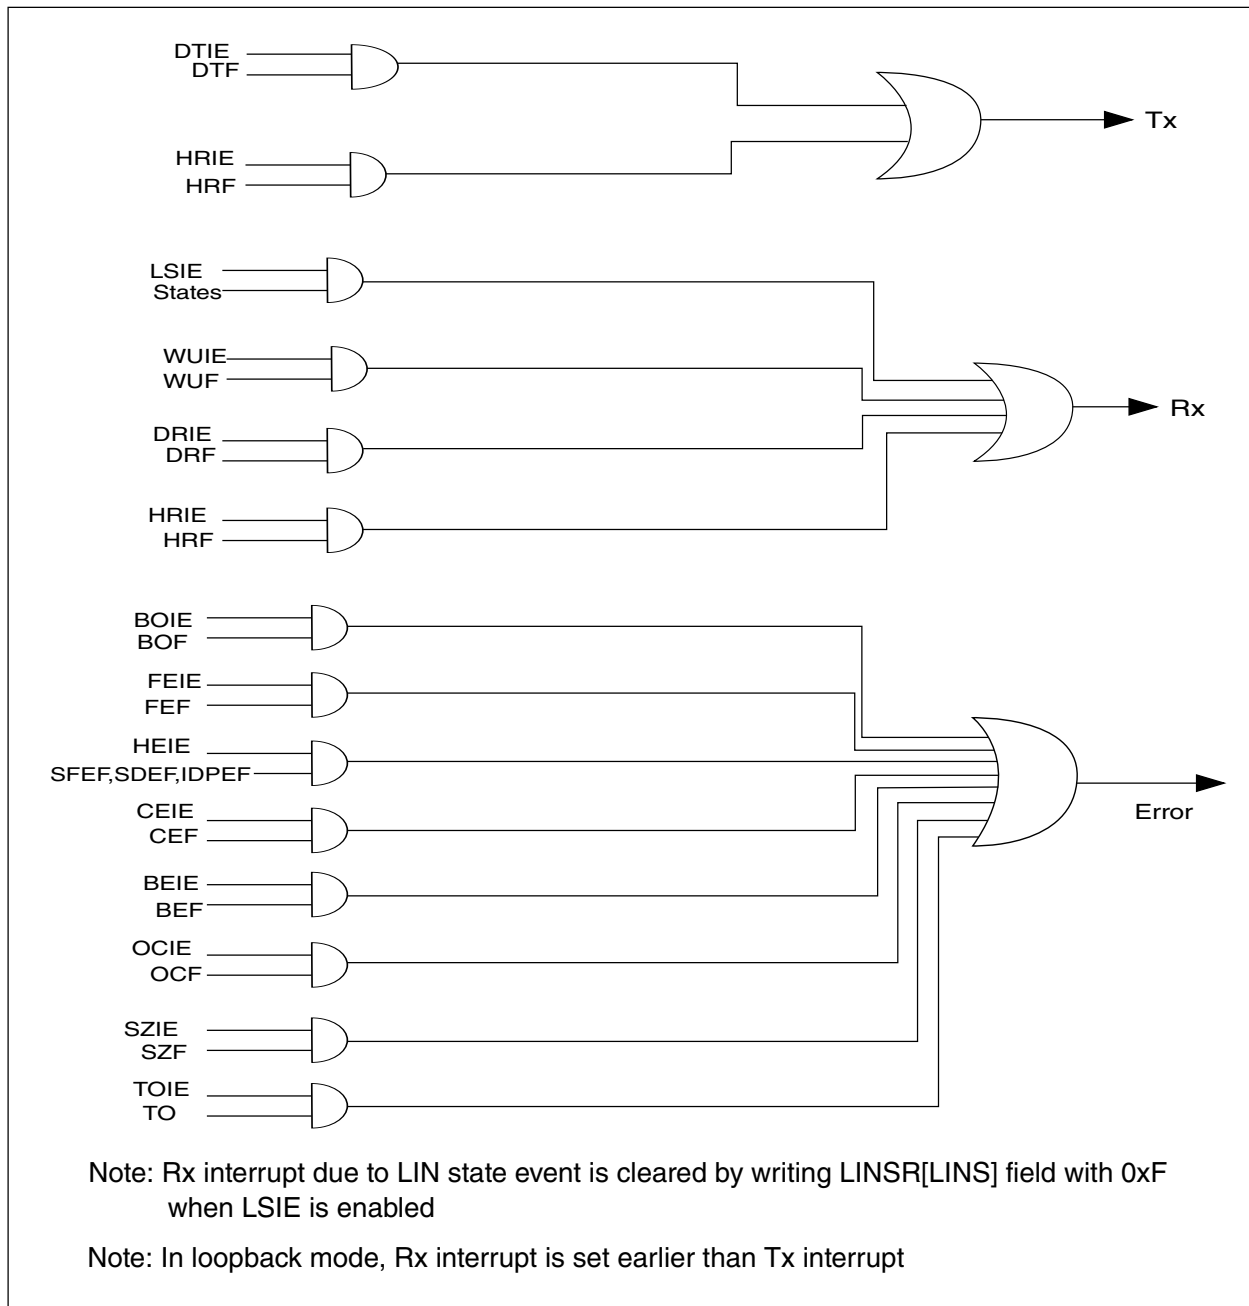 DTIE
DTF
Tx
HRIE
HRF
LSIE
States
WUIE
WUF
Rx
DRIE
DRF
HRIE
HRF
BOIE
BOF
FEIE
FEF
HEIE
SFEF,SDEF,IDPEF
CEIE
CEF
Error
BEIE
BEF
OCIE
OCF
SZIE
SZF
TOIE
TO
Note: Rx interrupt due to LIN state event is cleared by writing LINSR[LINS] field with 0xF
when LSIE is enabled
Note: In loopback mode, Rx interrupt is set earlier than Tx interrupt